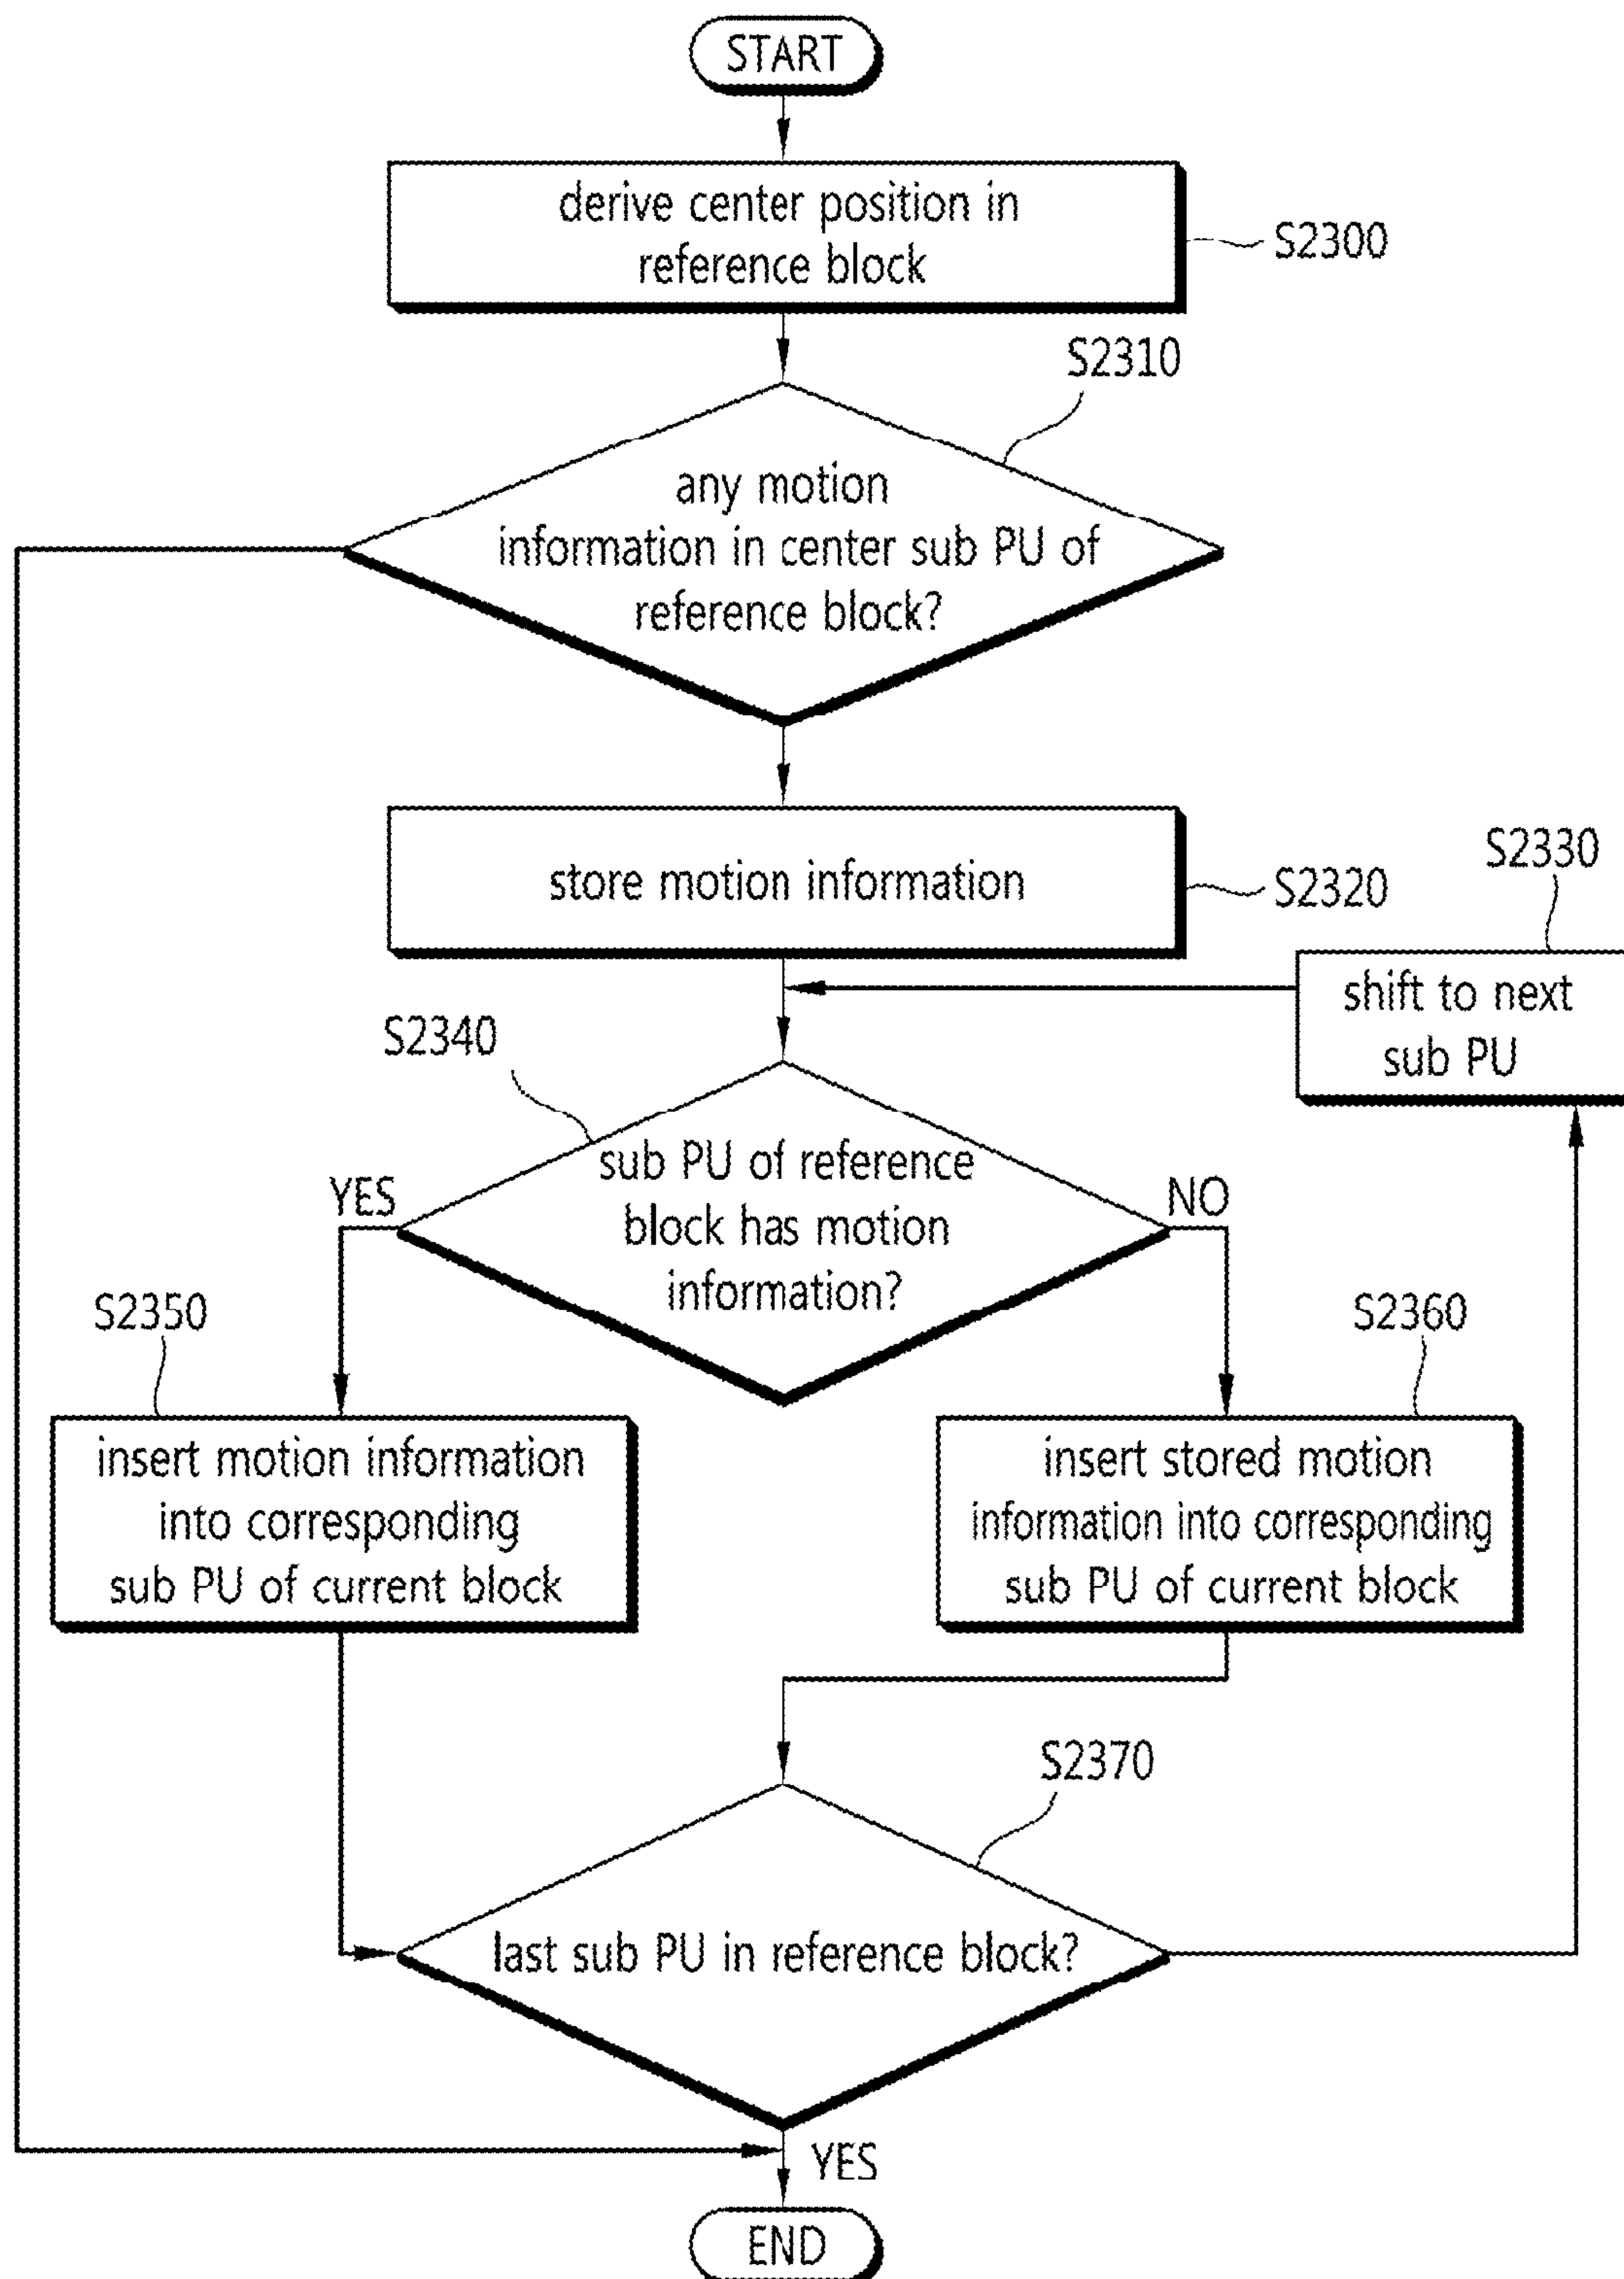 START
derive center position in
reference block
S2300
S2310
any motion
information in center sub PU of
reference block?
store motion information
S2320
S2330
shift to next
sub PU
S2340
sub PU of reference
block has motion
information?
YES
NO
S2350
insert motion information
into corresponding
sub PU of current block
S2360
insert stored motion
information into corresponding
sub PU of current block
S2370
last sub PU in reference block?
YES
END